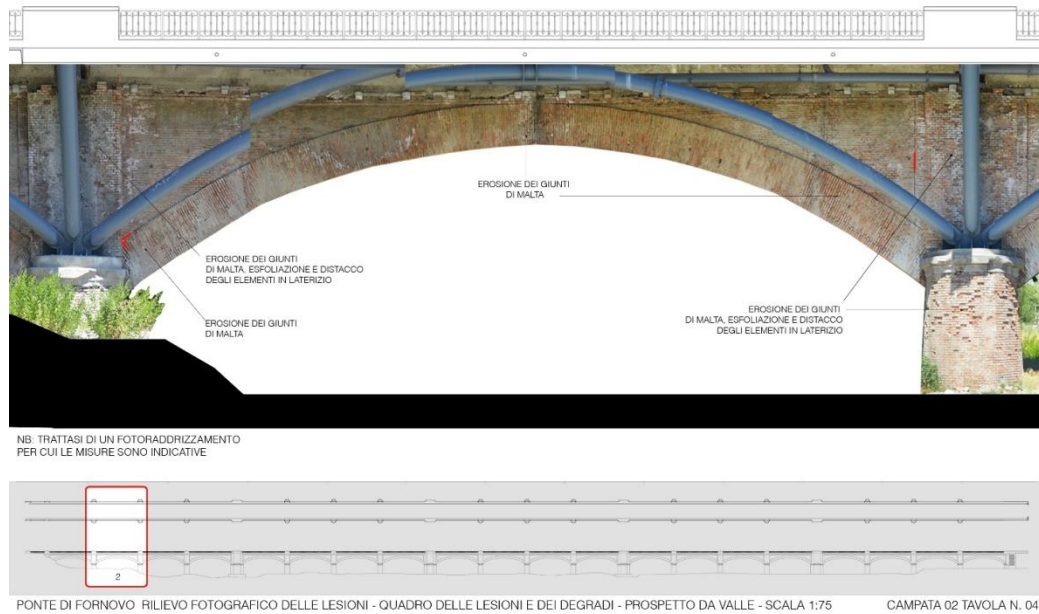 EROSIONE DEI GIUNTI
DI MALTA
EROSIONE DEI GIUNTI
DI MALTA, ESFOLIAZIONE E DISTACCO
DEGLI ELEMENTI IN LATERIZIO
EROSIONE DEI GIUNTI
DI MALTA
EROSIONE DEI GIUNTI
DI MALTA, ESFOLIAZIONE E DISTACCO
DEGLI ELEMENTI IN LATERIZIO
NB: TRATTASI DI UN FOTORADDRIZZAMENTO
PER CUI LE MISURE SONO INDICATIVE
2
PONTE DI FORNOVO RILIEVO FOTOGRAFICO DELLE LESIONI - QUADRO DELLE LESIONI E DEI DEGRADI - PROSPETTO DA VALLE - SCALA 1:75 CAMPATA 02 TAVOLA N. 04